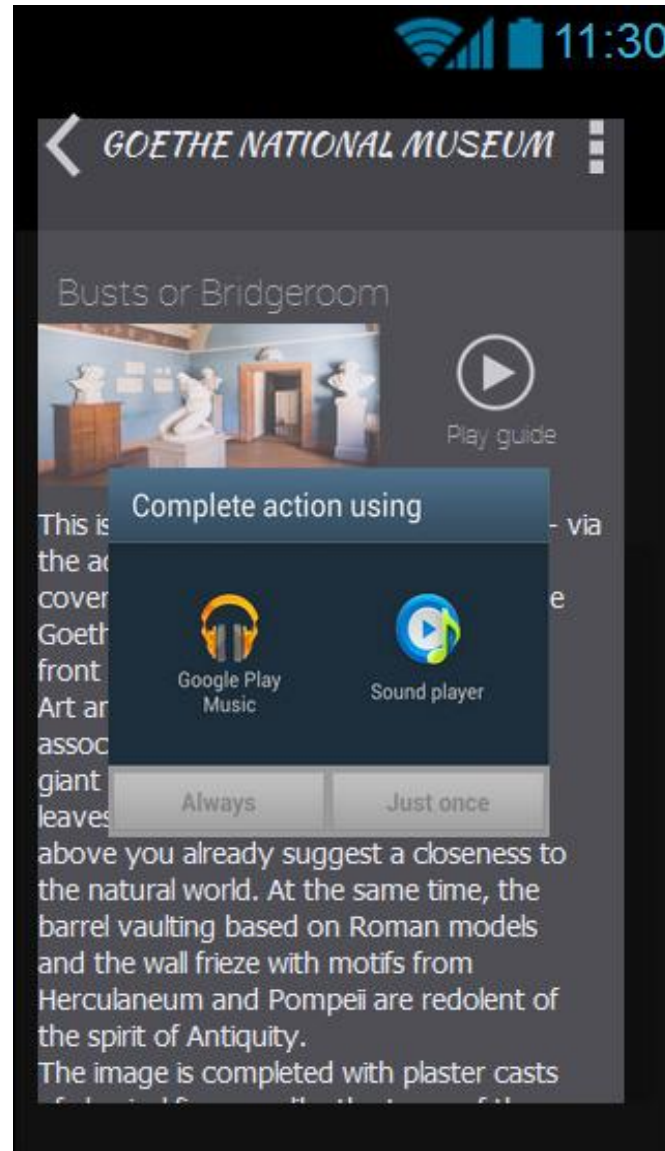 11:30
GOETHE NATIONAL MUSEUM
Busts or Bridgeroom
Play guide
Complete action using
This is - via
the
cover e
Goeth
front
Google Play
Music
Sound player
Art
assoc
giant
Always
Just once
leaves
above you already suggest a closeness to
the natural world. At the same time, the
barrel vaulting based on Roman models
and the wall frieze with motifs from
Herculaneum and Pompeii are redolent of
the spirit of Antiquity.
The image is completed with plaster casts